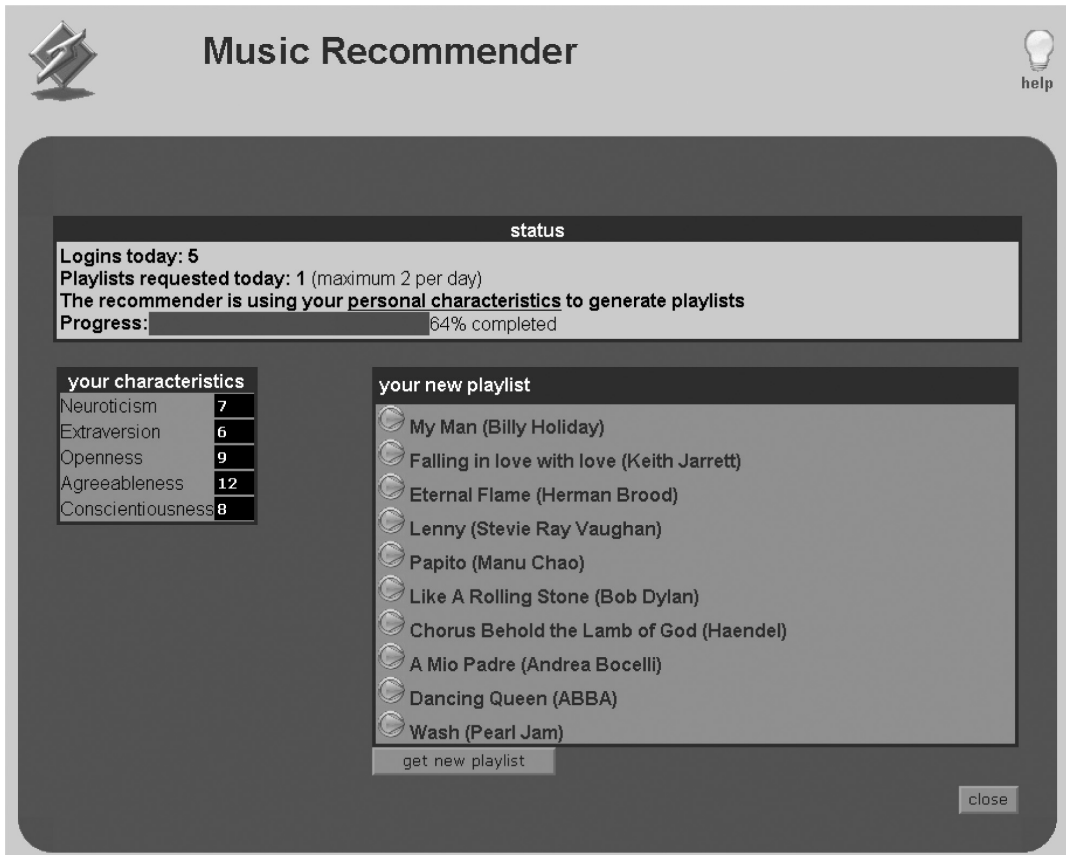 Music Recommender
help
status
Logins today: 5
Playlists requested today: 1 (maximum 2 per day)
The recommender is using your personal characteristics to generate playlists
Progress: 64% completed
your characteristics
Neuroticism 7
Extraversion 6
Openness 9
Agreeableness 12
Conscientiousness 8
your new playlist
My Man (Billy Holiday)
Falling in love with love (Keith Jarrett)
Eternal Flame (Herman Brood)
Lenny (Stevie Ray Vaughan)
Papito (Manu Chao)
Like A Rolling Stone (Bob Dylan)
Chorus Behold the Lamb of God (Haendel)
A Mio Padre (Andrea Bocelli)
Dancing Queen (ABBA)
Wash (Pearl Jam)
get new playlist
close